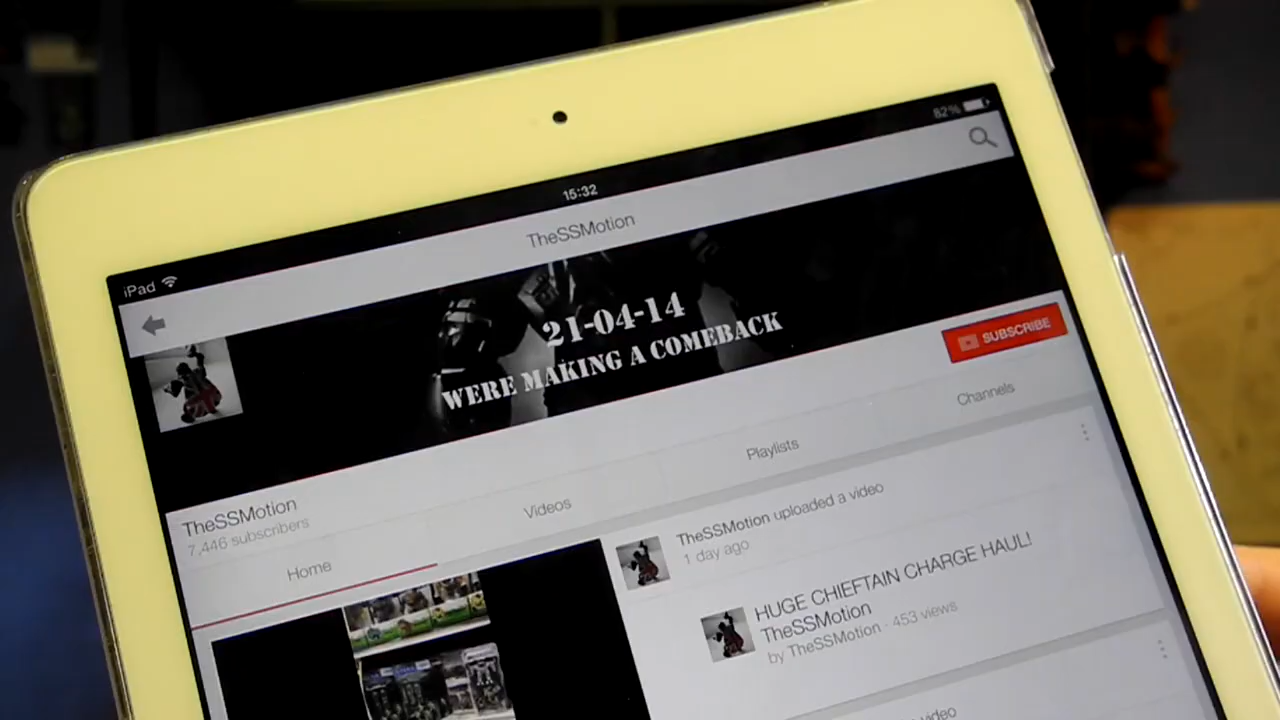 82%
15:32
TheSSMotion
iPad
21-04-14
WERE MAKING A COMEBACK
SUBSCRIBE
TheSSMotion
7,446 subscribers
Home
Videos
Playlists
Channels
TheSSMotion uploaded a video
1 day ago
HUGE CHIEFTAIN CHARGE HAUL!
TheSSMotion
by TheSSMotion · 453 views
video